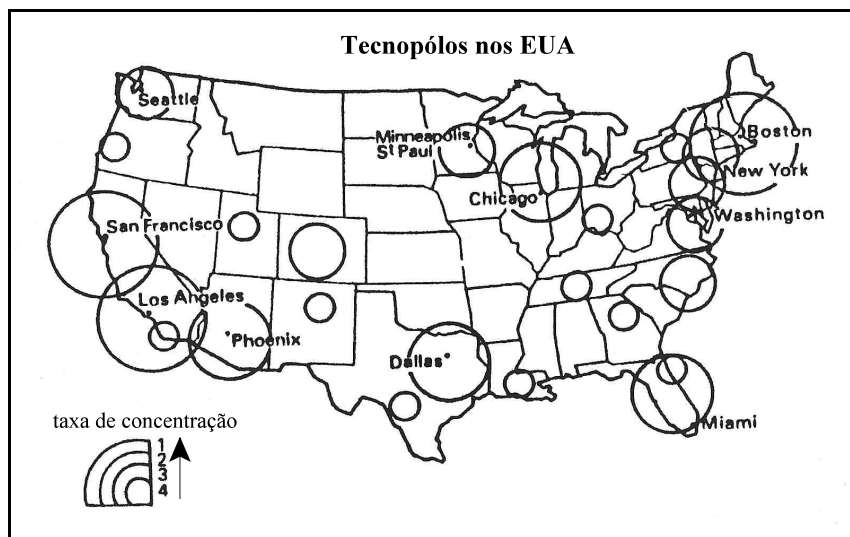 Tecnopólos nos EUA
Seattle
Minneapolis
St Paul
Boston
New York
Chicago
Washington
San Francisco
Los Angeles
Phoenix
Dallas
Miami
taxa de concentração
1
2
3
4